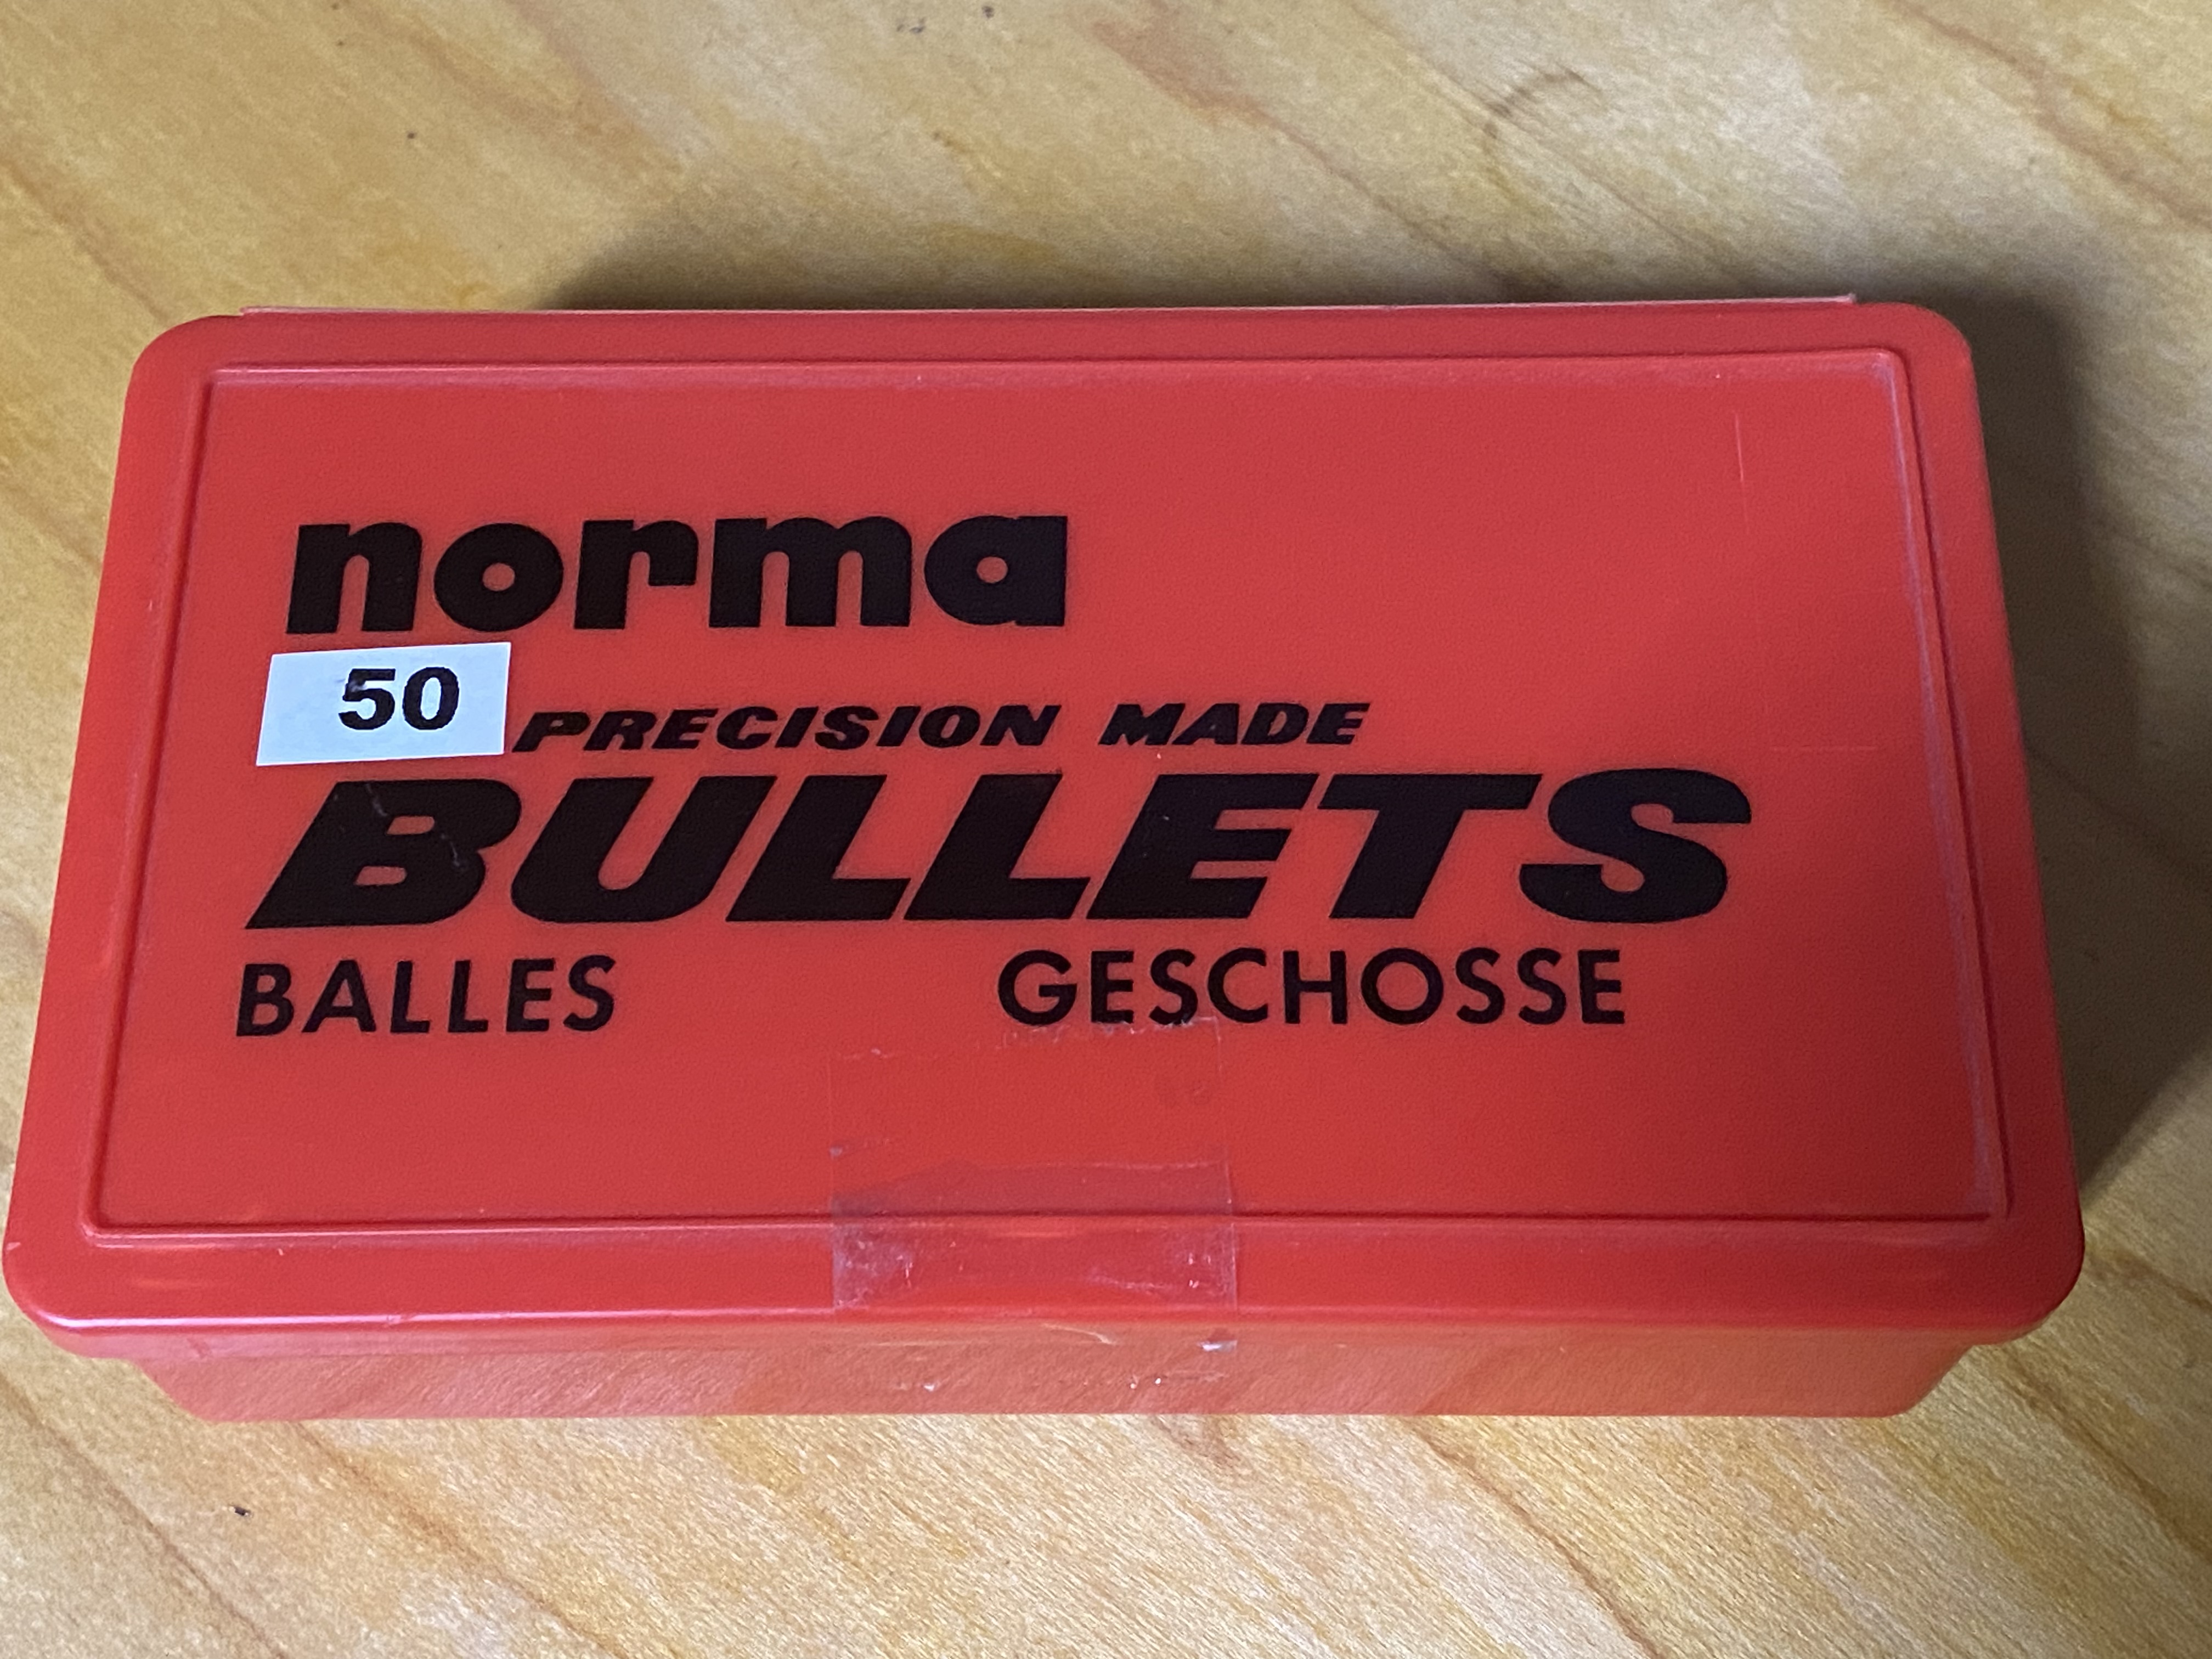 norma
50 PRECISION MADE
BULLETS
BALLES GESCHOSSE